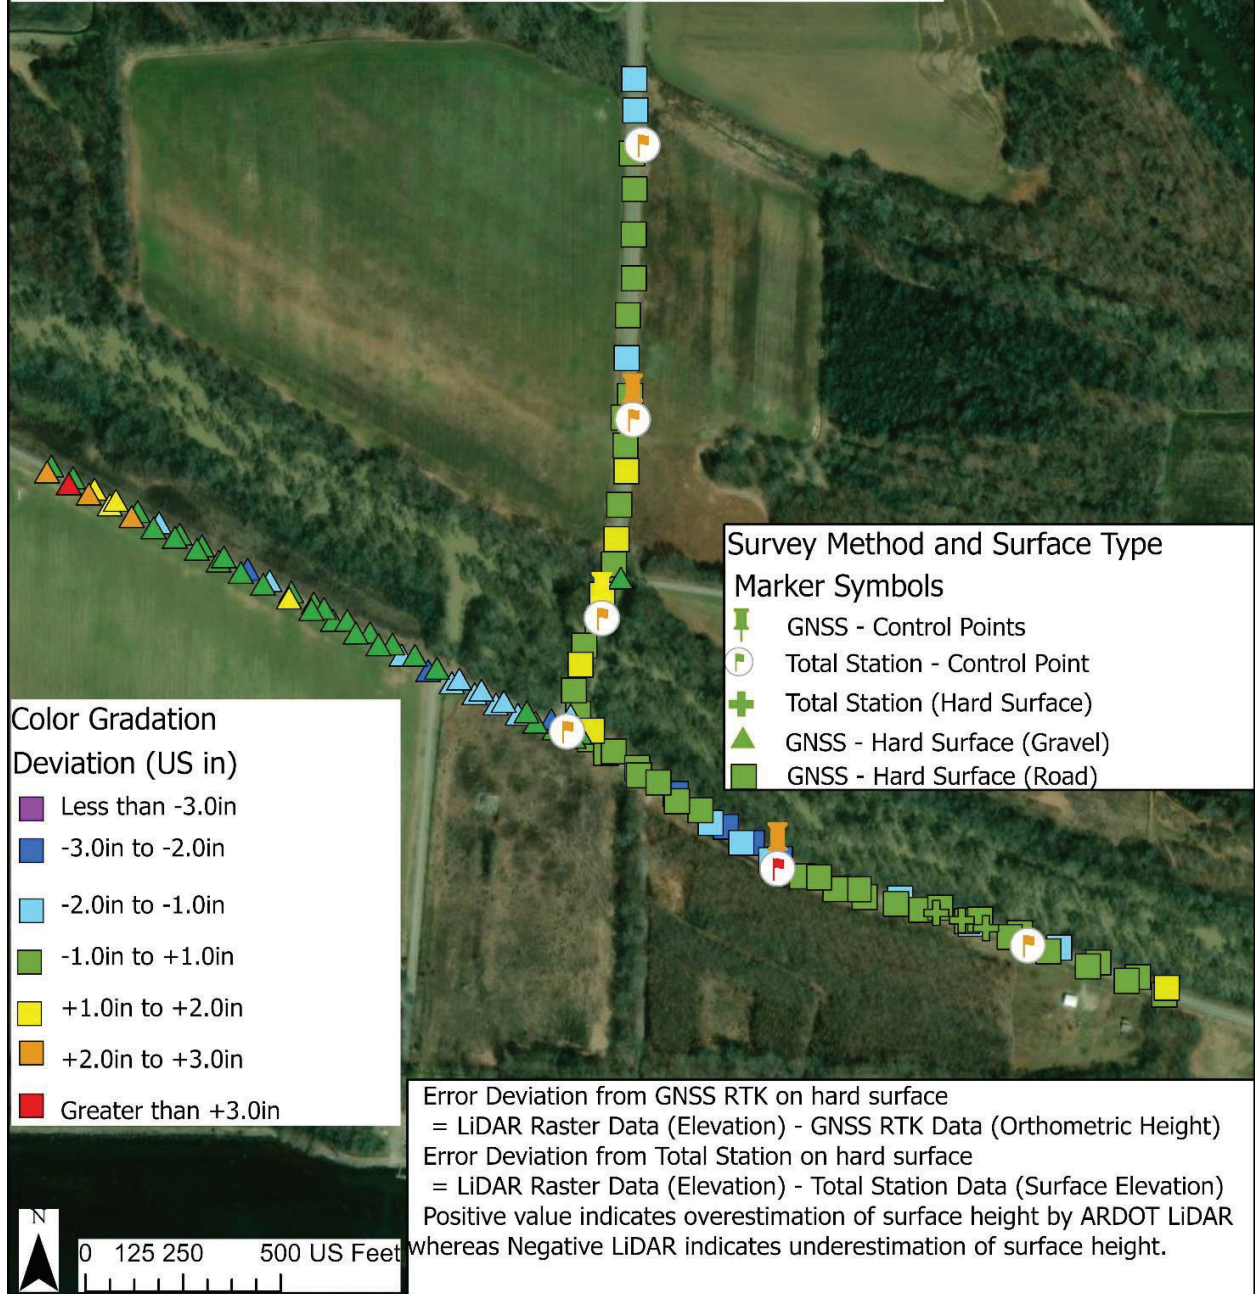 Survey Method and Surface Type
Marker Symbols
GNSS - Control Points
Total Station - Control Point
Total Station (Hard Surface)
GNSS - Hard Surface (Gravel)
GNSS - Hard Surface (Road)
Color Gradation
Deviation (US in)
Less than -3.0in
-3.0in to -2.0in
-2.0in to -1.0in
-1.0in to +1.0in
+1.0in to +2.0in
+2.0in to +3.0in
Greater than +3.0in
Error Deviation from GNSS RTK on hard surface
= LiDAR Raster Data (Elevation) - GNSS RTK Data (Orthometric Height)
Error Deviation from Total Station on hard surface
= LiDAR Raster Data (Elevation) - Total Station Data (Surface Elevation)
Positive value indicates overestimation of surface height by ARDOT LiDAR
whereas Negative LiDAR indicates underestimation of surface height.
N
0 125 250 500 US Feet